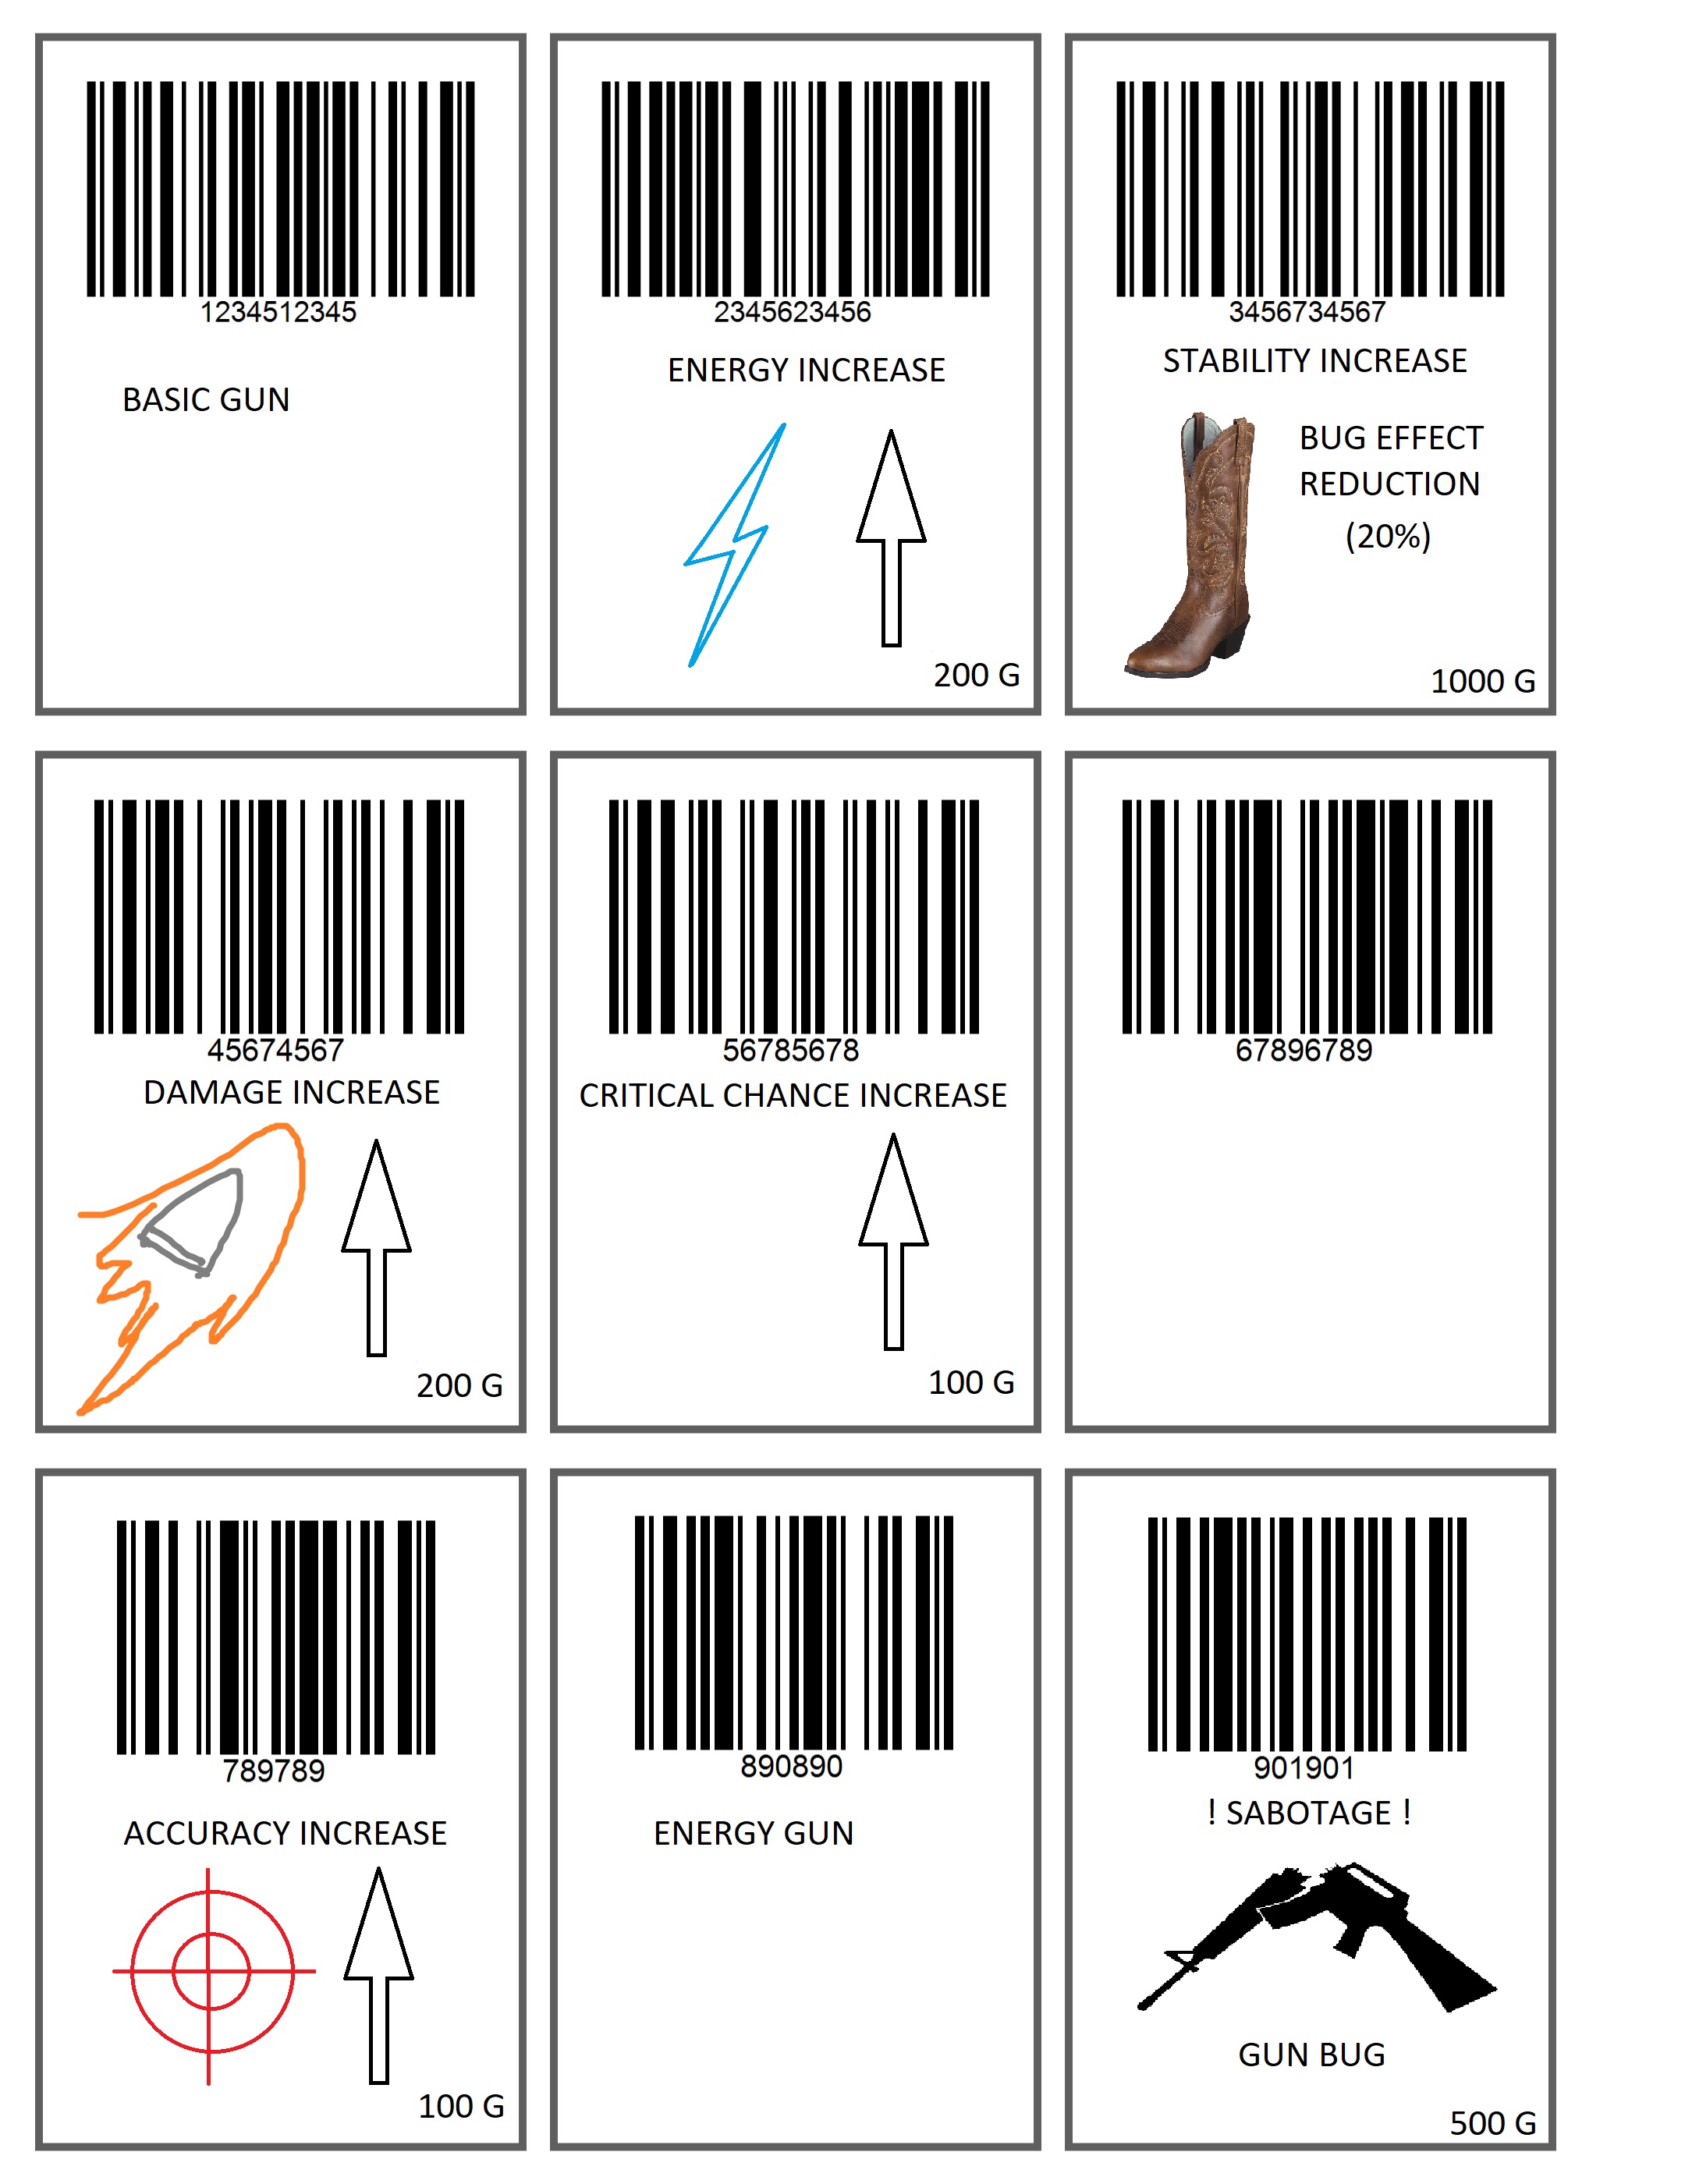 1234512345
BASIC GUN
2345623456
ENERGY INCREASE
200 G
3456734567
STABILITY INCREASE
BUG EFFECT
REDUCTION
(20%)
1000 G
45674567
DAMAGE INCREASE
200 G
56785678
CRITICAL CHANCE INCREASE
100 G
67896789
789789
ACCURACY INCREASE
100 G
890890
ENERGY GUN
901901
! SABOTAGE !
GUN BUG
500 G